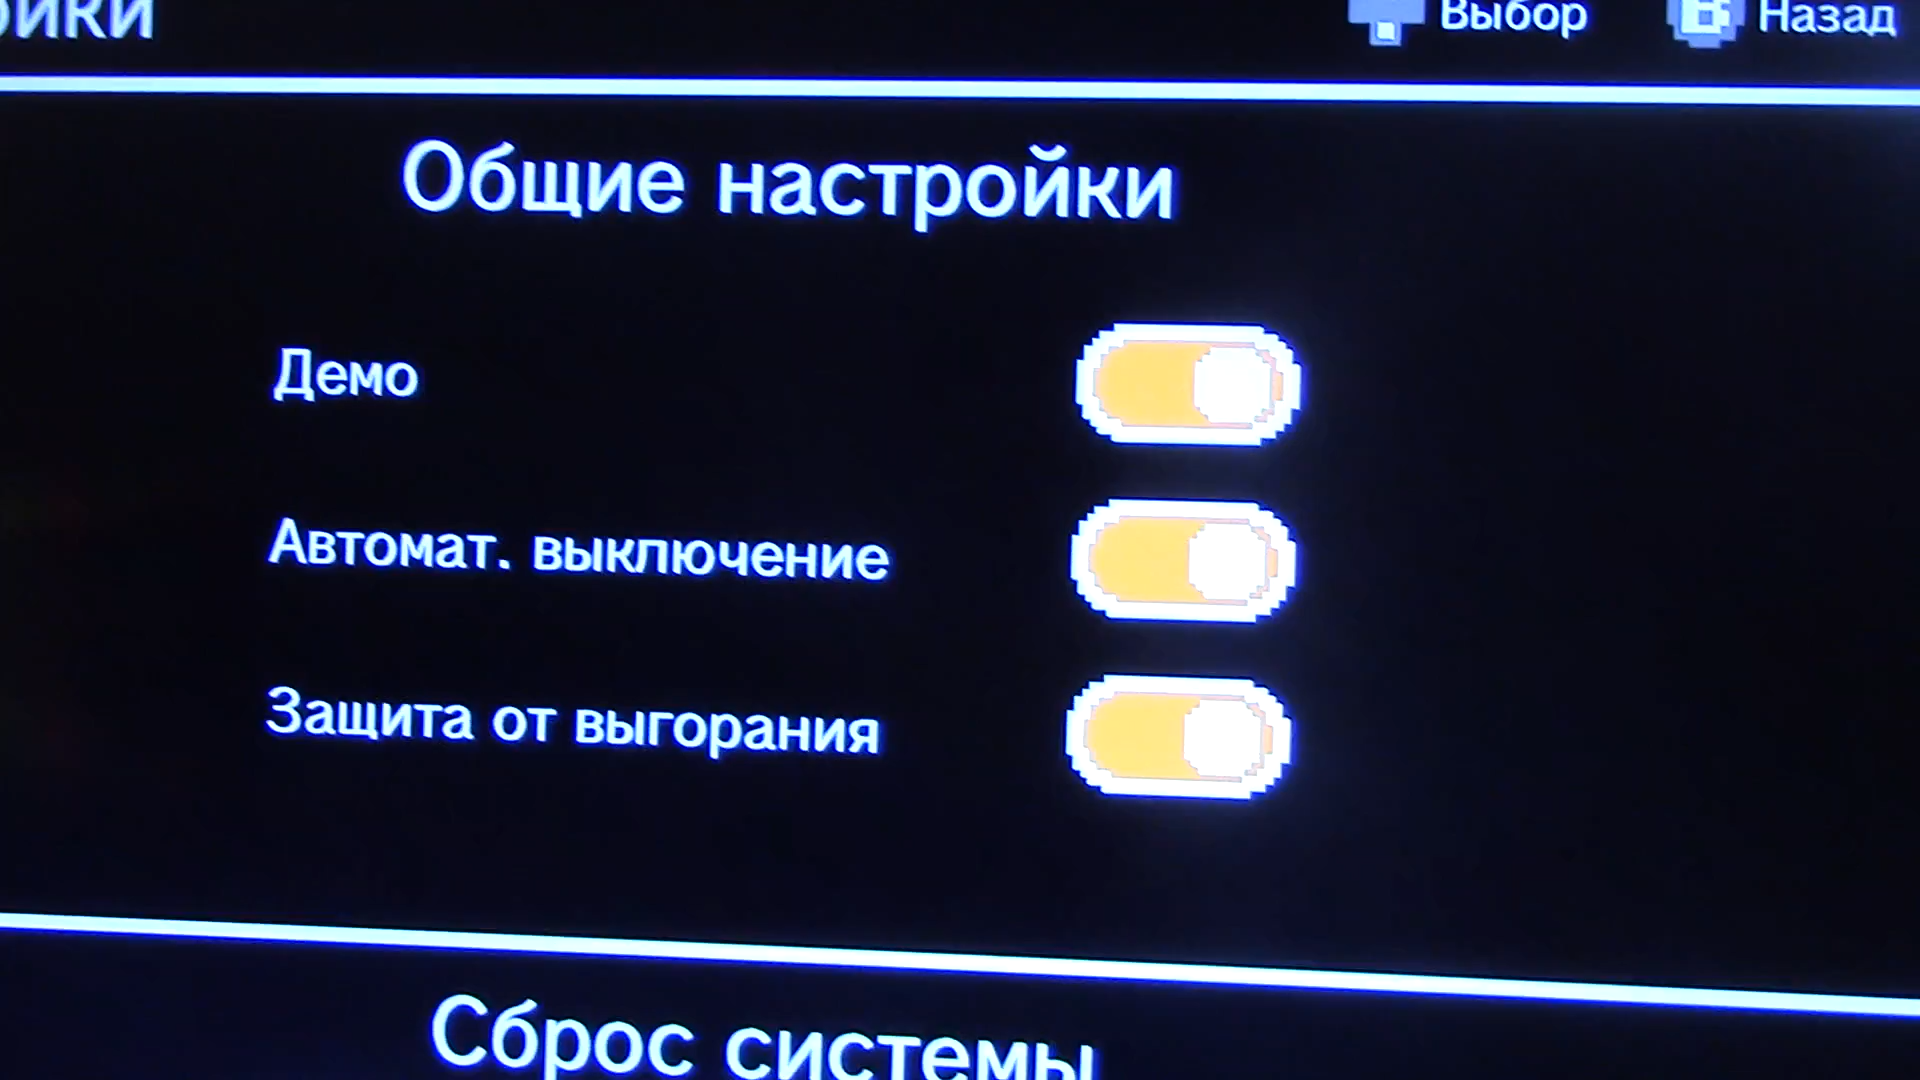 Выбор Назад
Общие настройки
Демо
Автомат. выключение
Защита от выгорания
Сброс системы